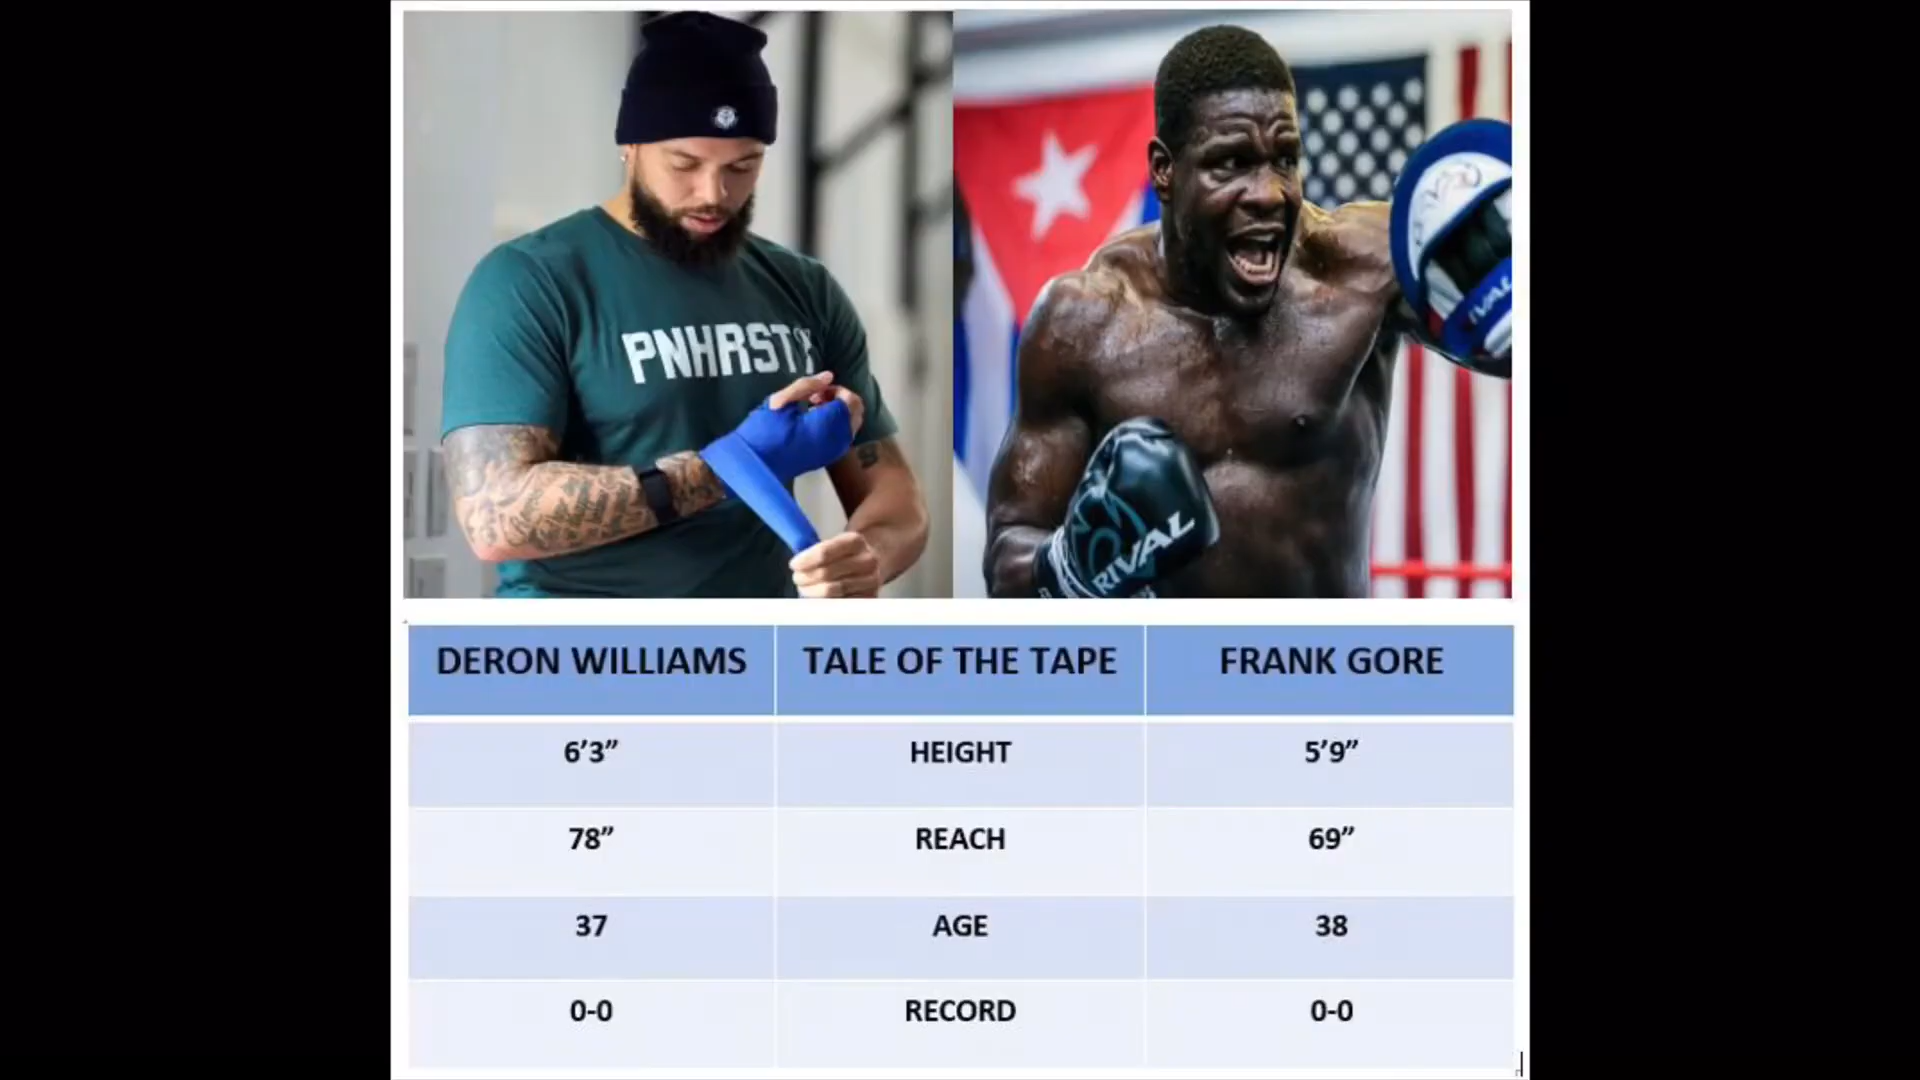 PNHRST
RIVAL
RIVAL
DERON WILLIAMS TALE OF THE TAPE FRANK GORE
6’3” HEIGHT 5’9”
78” REACH 69”
37 AGE 38
0-0 RECORD 0-0